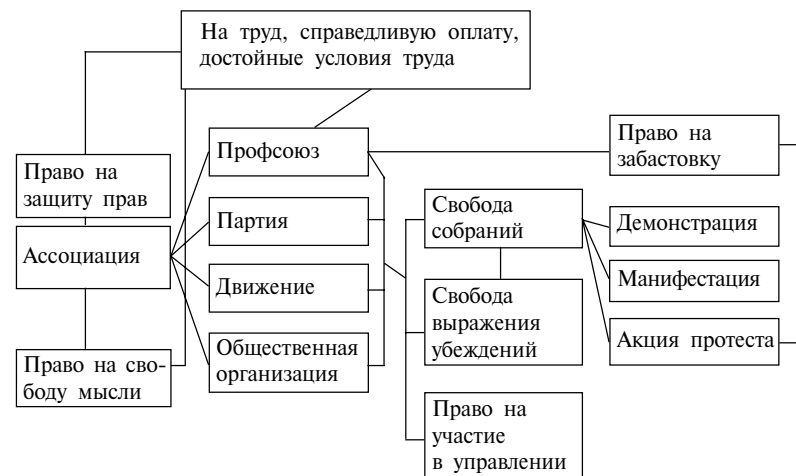 На труд, справедливую оплату,
достойные условия труда
Право на
защиту прав
Ассоциация
Право на сво-
боду мысли
Профсоюз
Партия
Движение
Общественная
организация
Свобода
собраний
Свобода
выражения
убеждений
Право на
участие
в управлении
Право на
забастовку
Демонстрация
Манифестация
Акция протеста